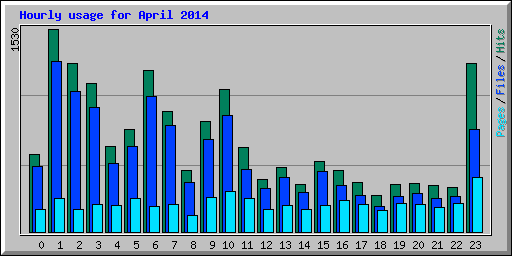 Hourly usage for April 2014
1530
Pages/Files/Hits
0 1 2 3 4 5 6 7 8 9 10 11 12 13 14 15 16 17 18 19 20 21 22 23